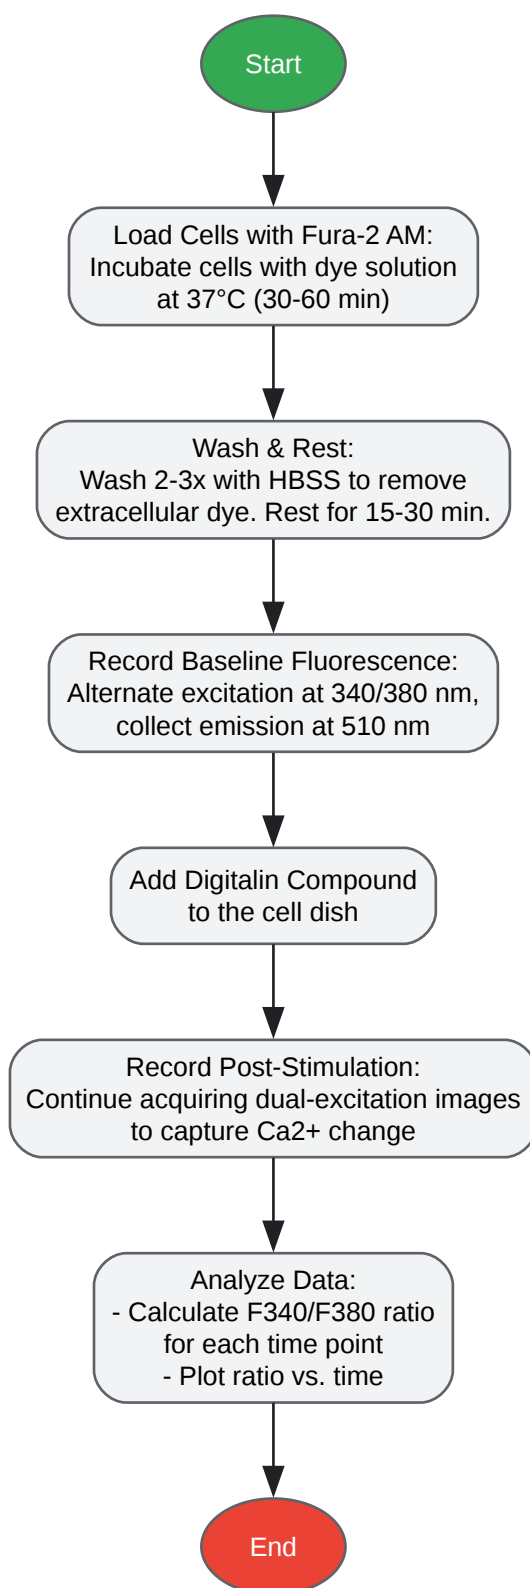 Start
Load Cells with Fura-2 AM:
Incubate cells with dye solution
at 37°C (30-60 min)
Wash & Rest:
Wash 2-3x with HBSS to remove
extracellular dye. Rest for 15-30 min.
Record Baseline Fluorescence:
Alternate excitation at 340/380 nm,
collect emission at 510 nm
Add Digitalin Compound
to the cell dish
Record Post-Stimulation:
Continue acquiring dual-excitation images
to capture Ca2+ change
Analyze Data:
- Calculate F340/F380 ratio
for each time point
- Plot ratio vs. time
End